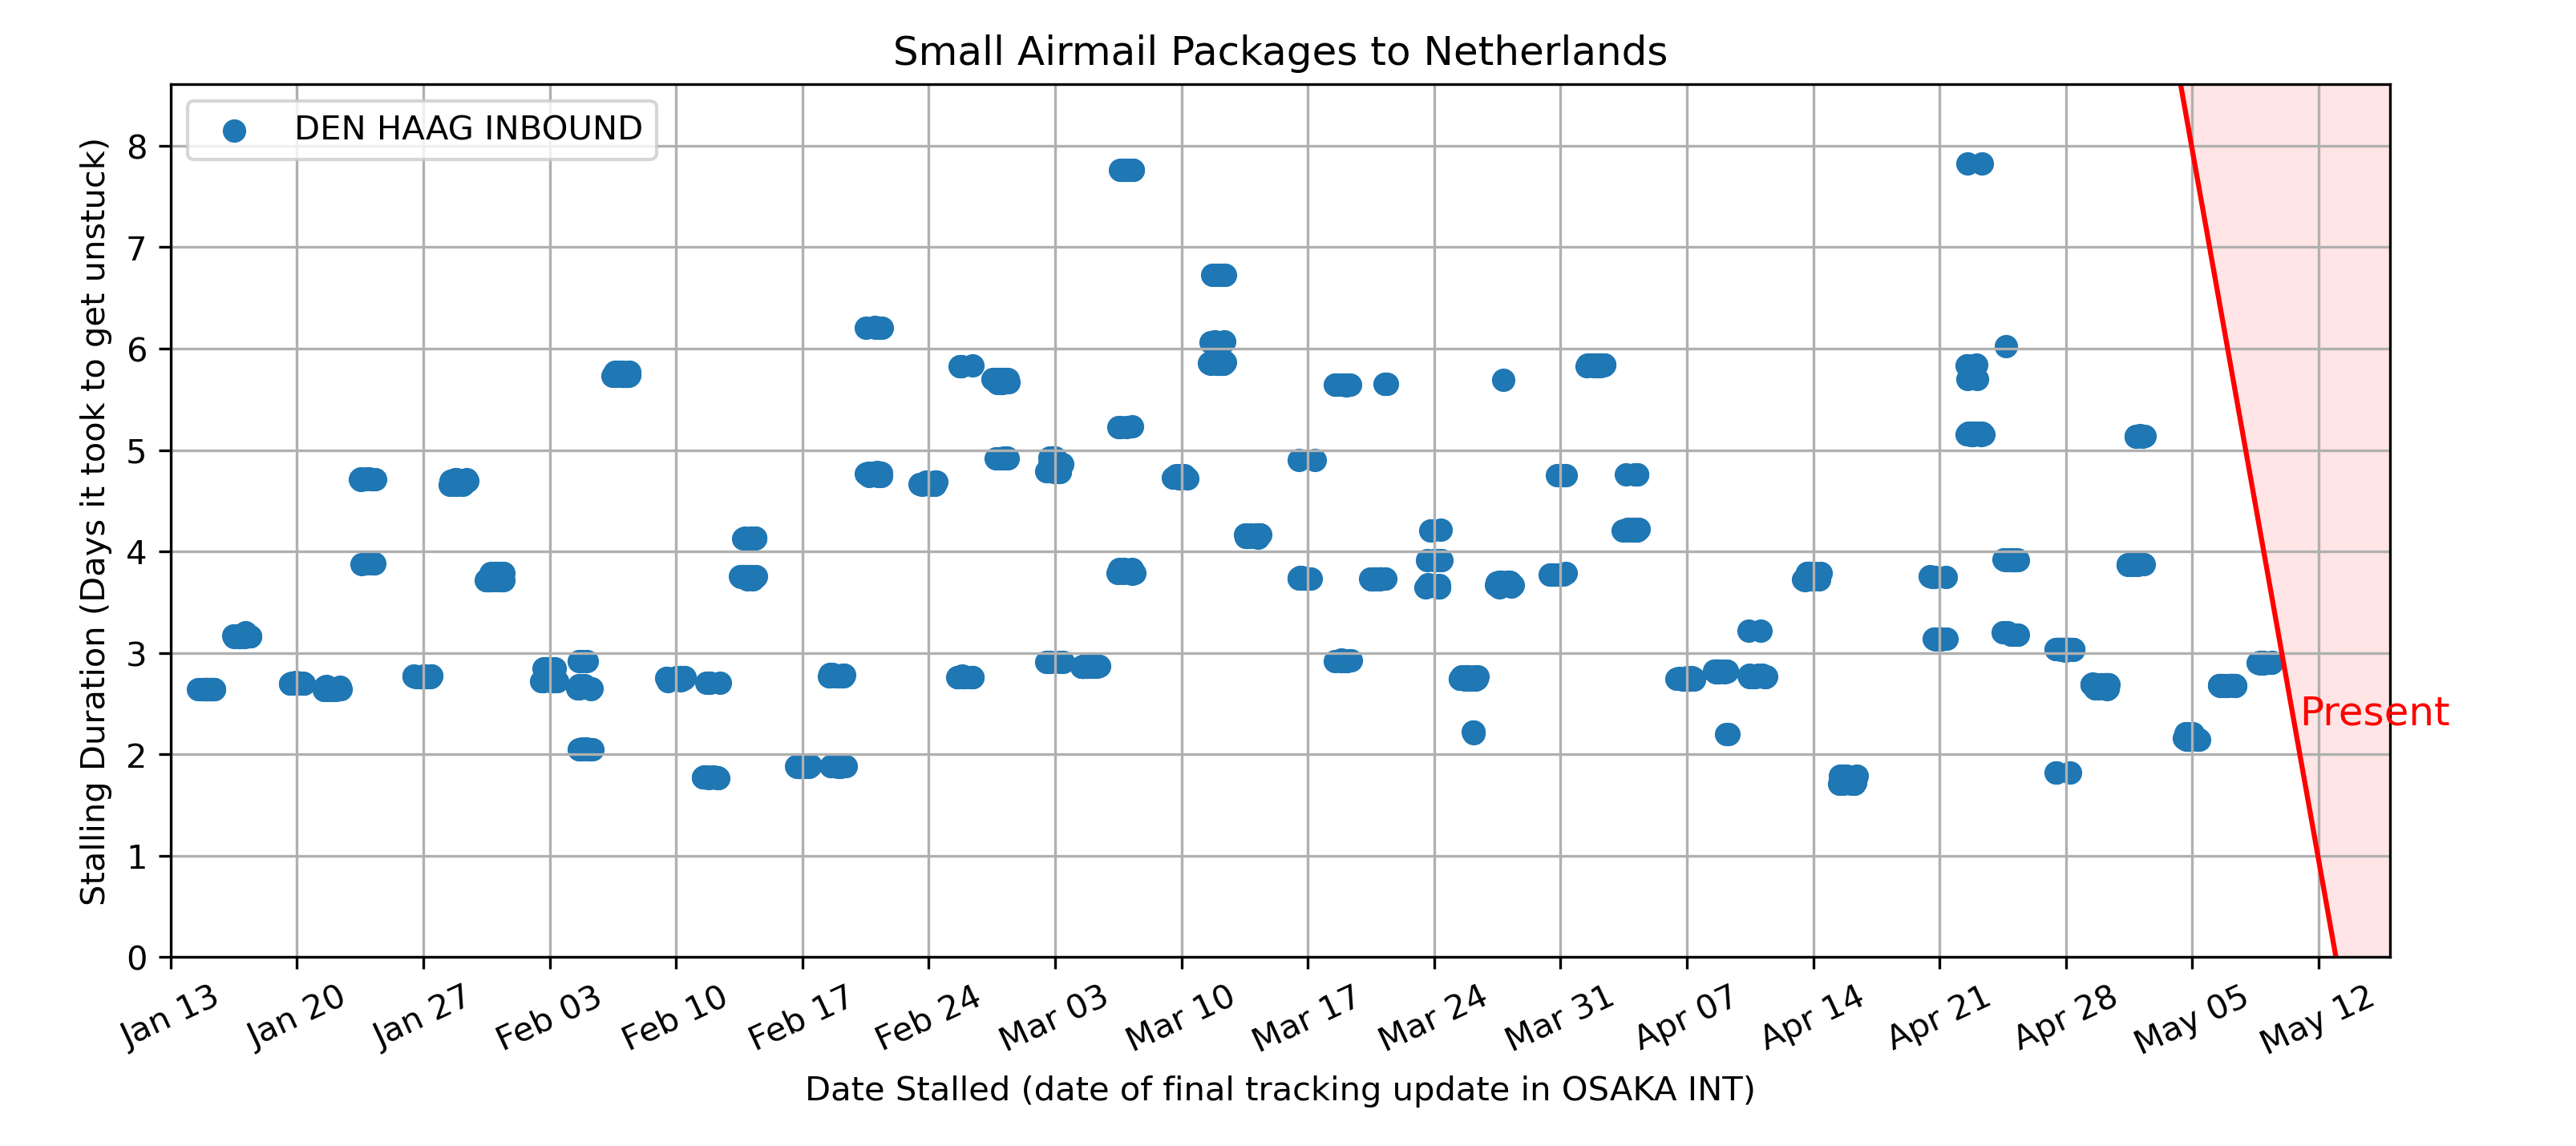 Small Airmail Packages to Netherlands
DEN HAAG INBOUND
Stalling Duration (Days it took to get unstuck)
8
7
6
5
4
3
2
1
0
Present
Jan 13
Jan 20
Jan 27
Feb 03
Feb 10
Feb 17
Feb 24
Mar 03
Mar 10
Mar 17
Mar 24
Mar 31
Apr 07
Apr 14
Apr 21
Apr 28
May 05
May 12
Date Stalled (date of final tracking update in OSAKA INT)